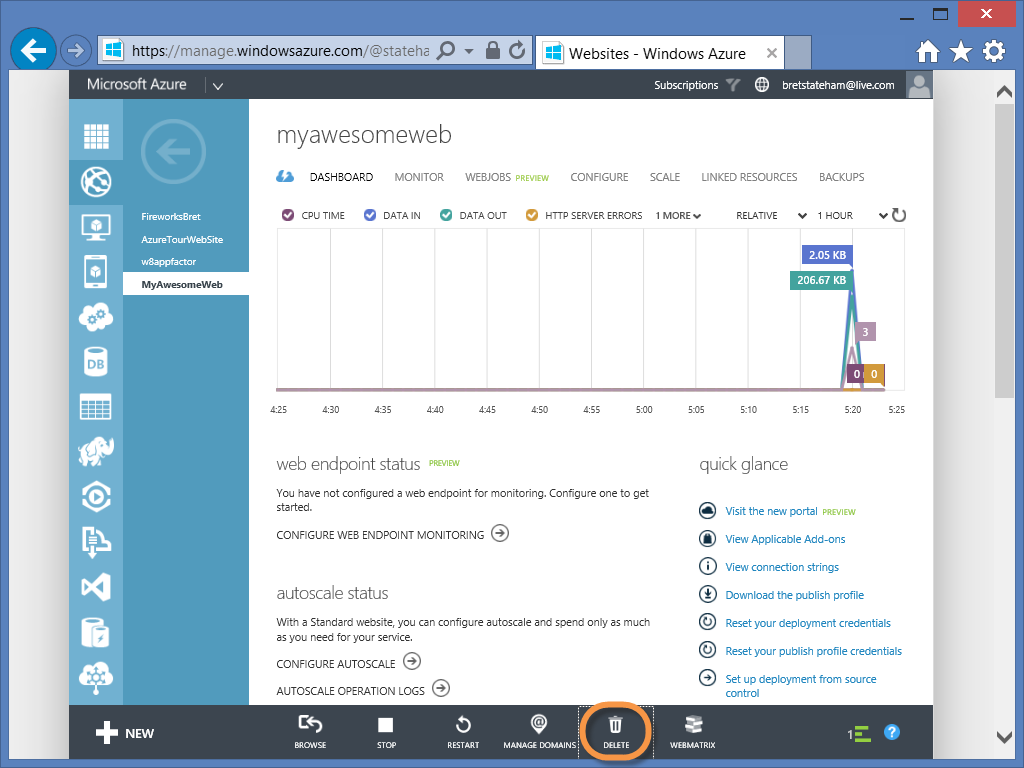 https://manage.windowsazure.com/@stateha
Websites - Windows Azure
Microsoft Azure
Subscriptions
bretstateham@live.com
FireworksBret
AzureTourWebSite
w8appfactor
MyAwesomeWeb
DB
myawesomeweb
DASHBOARD MONITOR WEBJOBS PREVIEW CONFIGURE SCALE LINKED RESOURCES BACKUPS
CPU TIME DATA IN DATA OUT HTTP SERVER ERRORS 1 MORE RELATIVE 1 HOUR
2.05 KB
206.67 KB
3
0 0
4:25 4:30 4:35 4:40 4:45 4:50 4:55 5:00 5:05 5:10 5:15 5:20 5:25
web endpoint status PREVIEW
You have not configured a web endpoint for monitoring. Configure one to get
started.
CONFIGURE WEB ENDPOINT MONITORING
autoscale status
With a Standard website, you can configure autoscale and spend only as much
as you need for your service.
CONFIGURE AUTOSCALE
AUTOSCALE OPERATION LOGS
quick glance
Visit the new portal PREVIEW
View Applicable Add-ons
View connection strings
Download the publish profile
Reset your deployment credentials
Reset your publish profile credentials
Set up deployment from source
control
NEW
BROWSE STOP RESTART MANAGE DOMAINS DELETE WEBMATRIX
1 ?